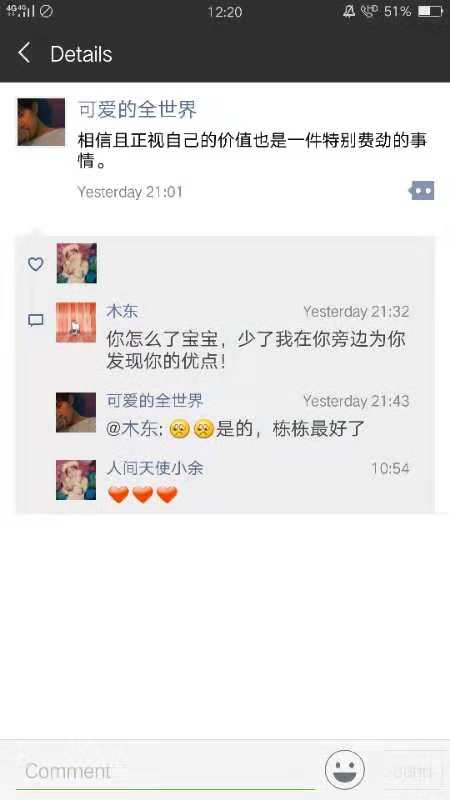 4G 4G 12:20 HD 51%
Details
可爱的全世界
相信且正视自己的价值也是一件特别费劲的事
情。
Yesterday 21:01
木东 Yesterday 21:32
你怎么了宝宝，少了我在你旁边为你
发现你的优点！
可爱的全世界 Yesterday 21:43
@木东: 🥺🥺是的，栋栋最好了
人间天使小余 10:54
❤❤❤
Comment Send